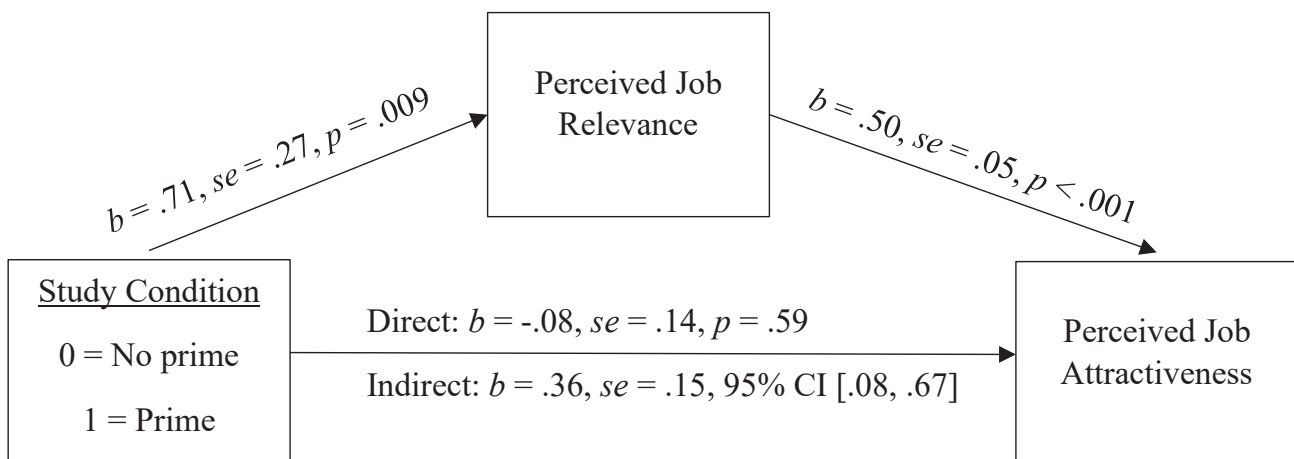 Perceived Job
Relevance
b = .71, se = .27, p = .009
b = .50, se = .05, p < .001
Study Condition
0 = No prime
1 = Prime
Direct: b = -.08, se = .14, p = .59
Indirect: b = .36, se = .15, 95% CI [.08, .67]
Perceived Job
Attractiveness